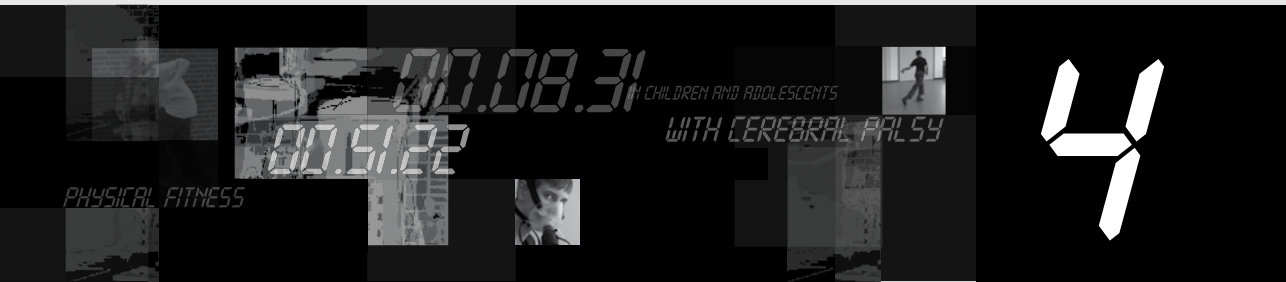 00.08.31
IN CHILDREN AND ADOLESCENTS
00.51.22
WITH CEREBRAL PALSY
PHYSICAL FITNESS
4